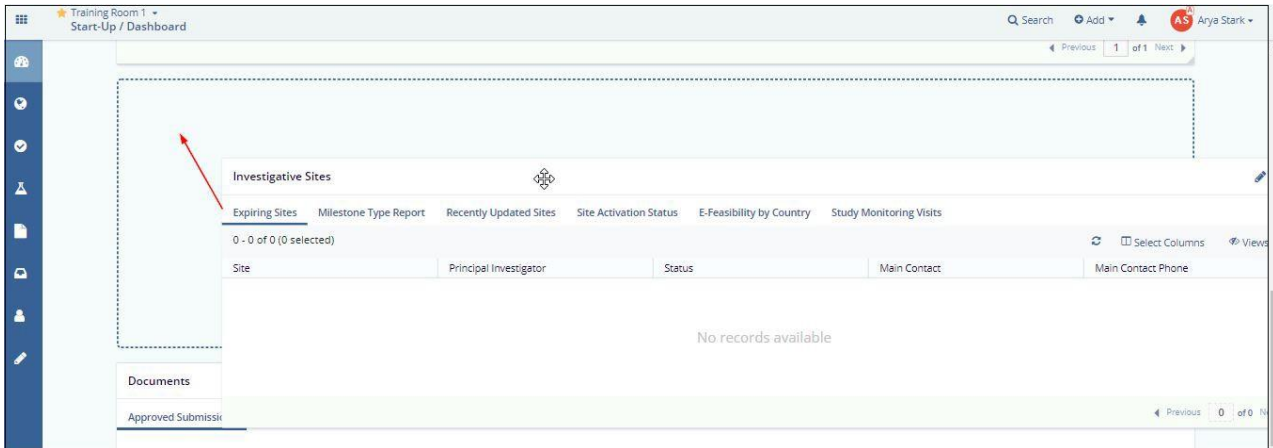 Training Room 1
Start-Up / Dashboard
Search Add A AS Arya Stark
Previous 1 of 1 Next
Investigative Sites
Expiring Sites Milestone Type Report Recently Updated Sites Site Activation Status E-Feasibility by Country Study Monitoring Visits
0 - 0 of 0 (0 selected) Select Columns Views
Site Principal Investigator Status Main Contact Main Contact Phone
No records available
Documents
Approved
Previous 0 of 0